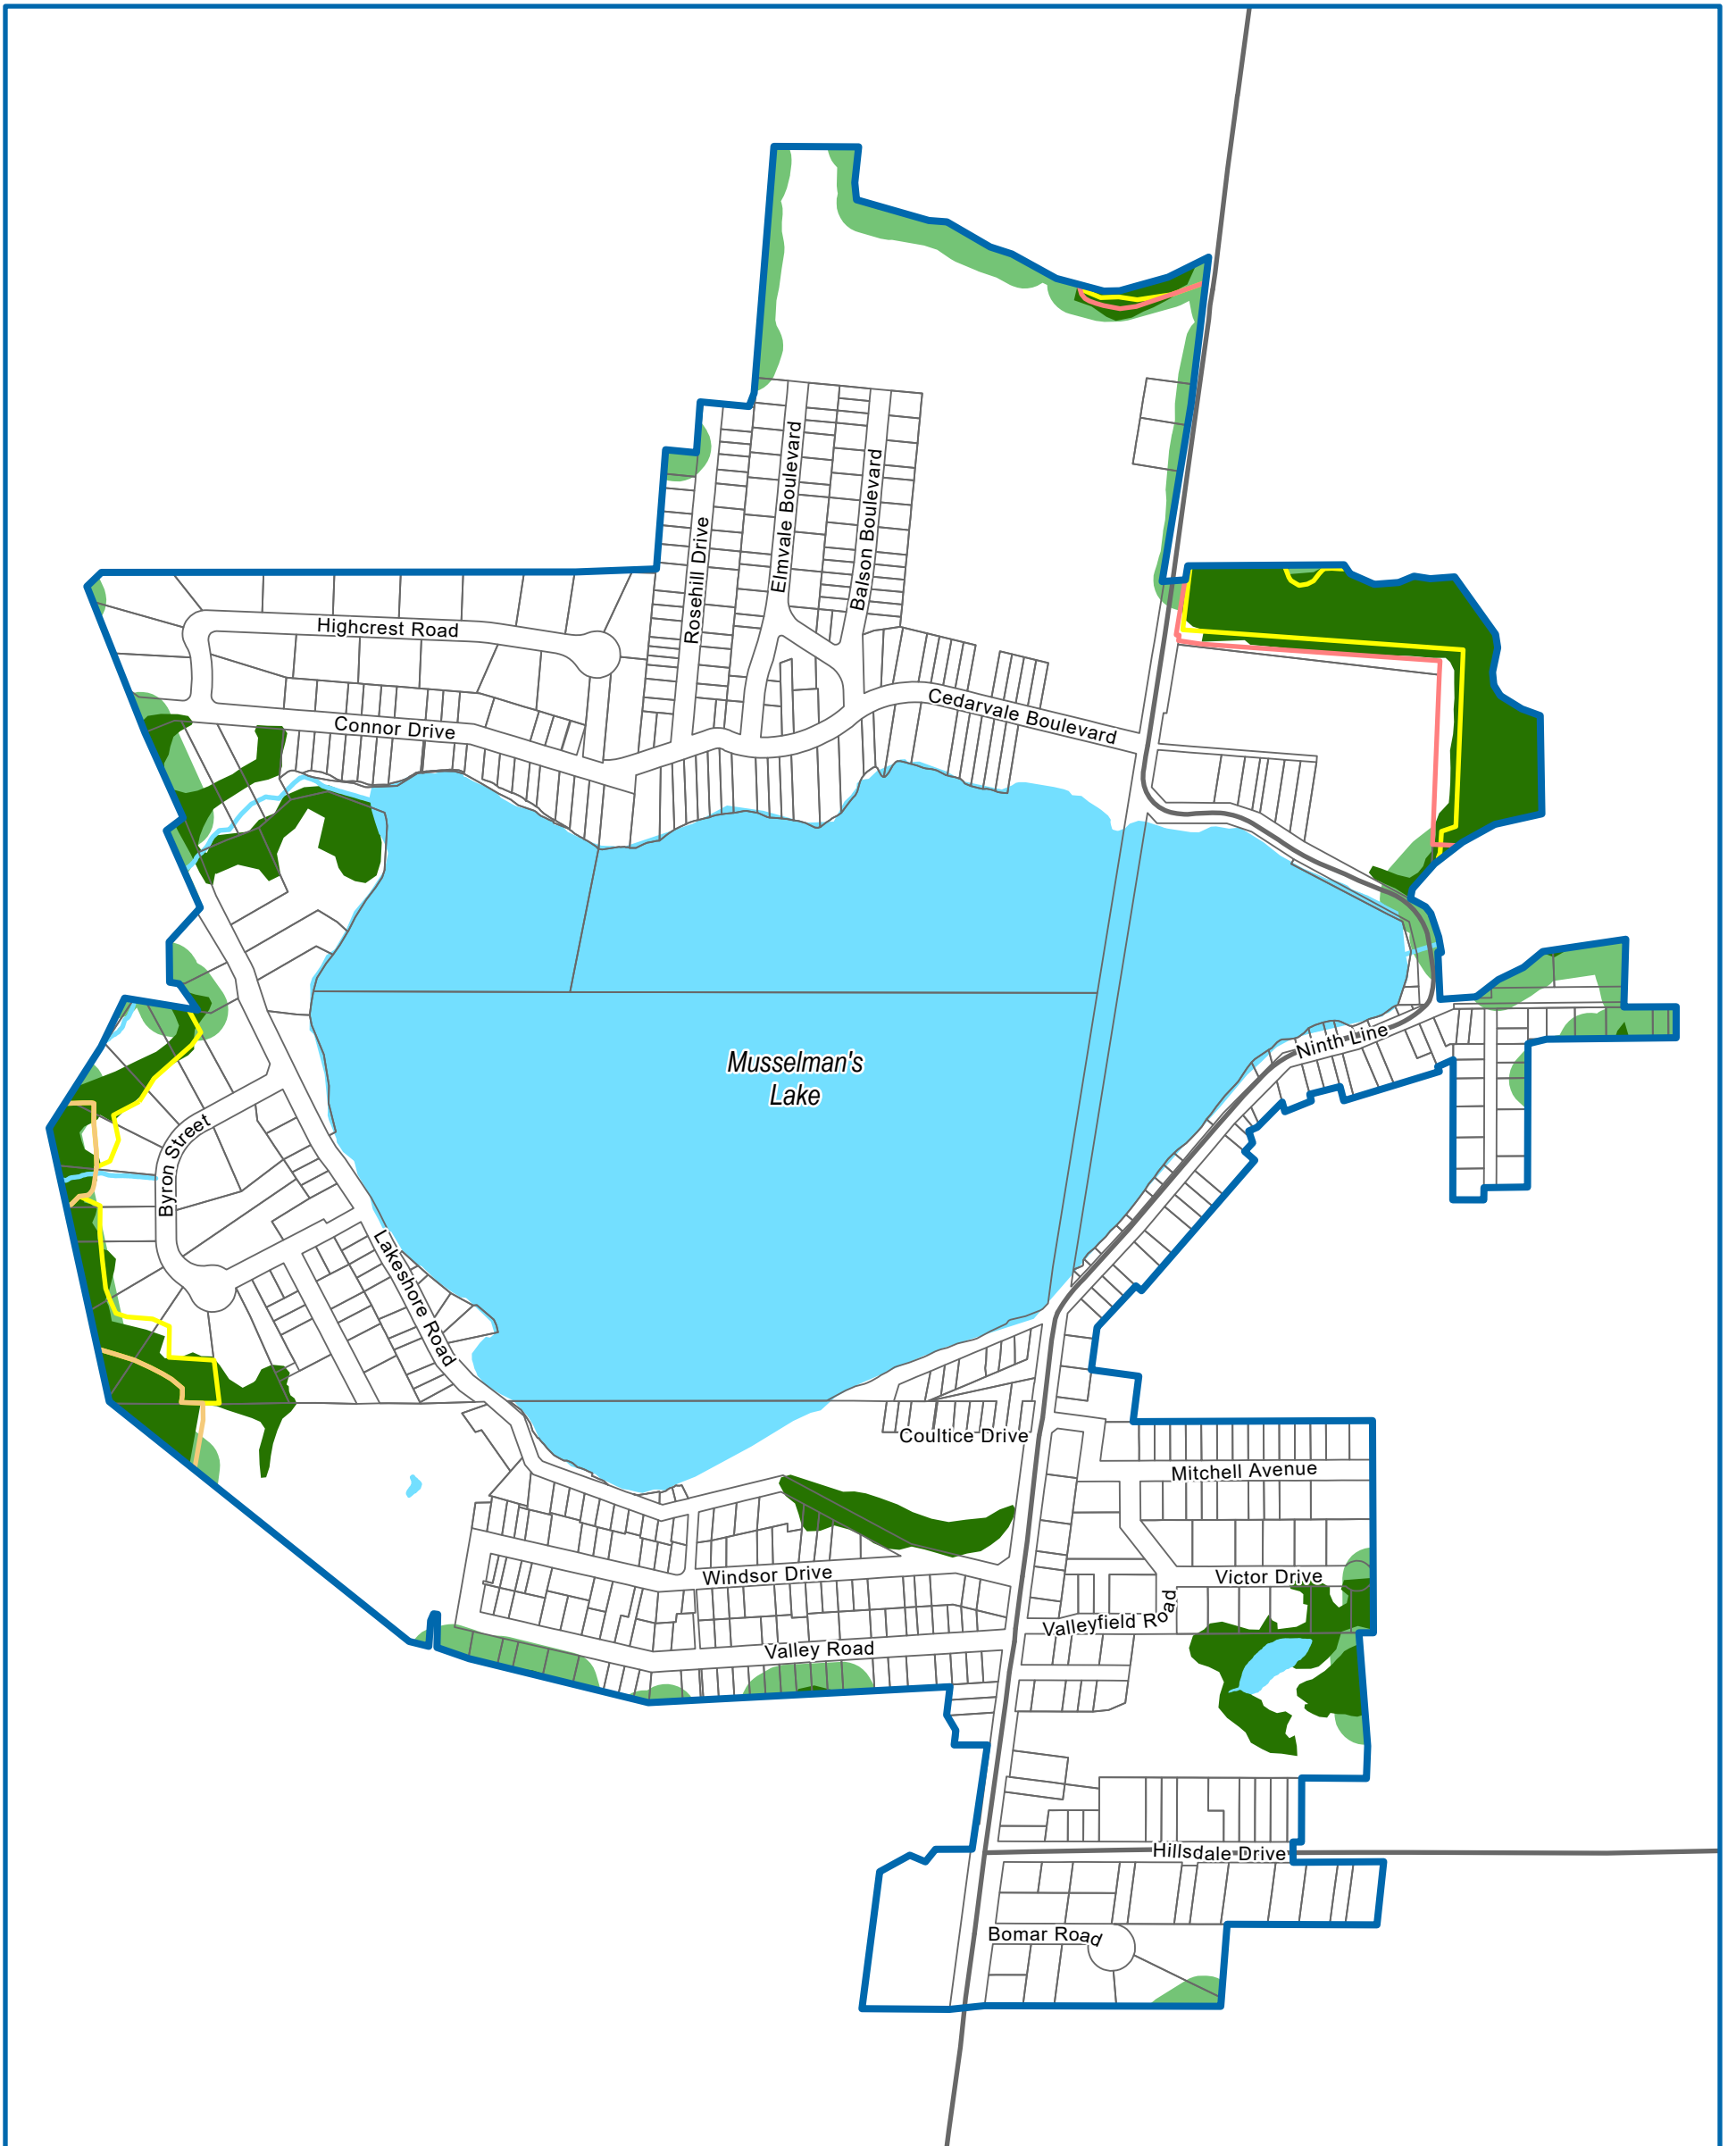 Elmvale Boulevard
Balson Boulevard
Rosehill Drive
Highcrest Road
Cedarvale Boulevard
Connor Drive
Ninth Line
Musselman's
Lake
Byron Street
Lakeshore Road
Coultice Drive
Mitchell Avenue
Windsor Drive
Victor Drive
Valleyfield Road
Valley Road
Hillsdale Drive
Bomar Road